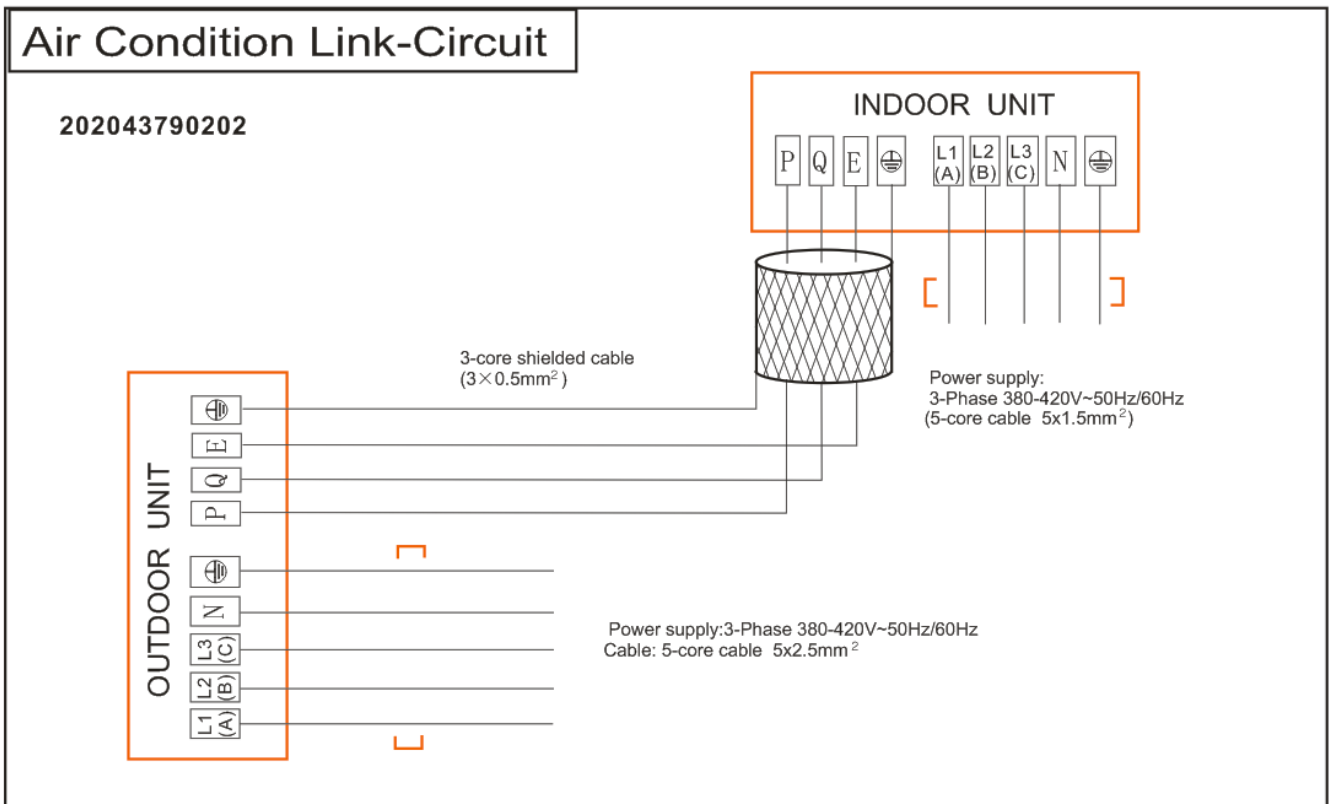 Air Condition Link-Circuit
202043790202
INDOOR UNIT
P Q E L1 (A) L2 (B) L3 (C) N
3-core shielded cable
(3×0.5mm²)
Power supply:
3-Phase 380-420V~50Hz/60Hz
(5-core cable 5x1.5mm²)
OUTDOOR UNIT
E
Q
P
N
L3 (C)
L2 (B)
L1 (A)
Power supply:3-Phase 380-420V~50Hz/60Hz
Cable: 5-core cable 5x2.5mm²